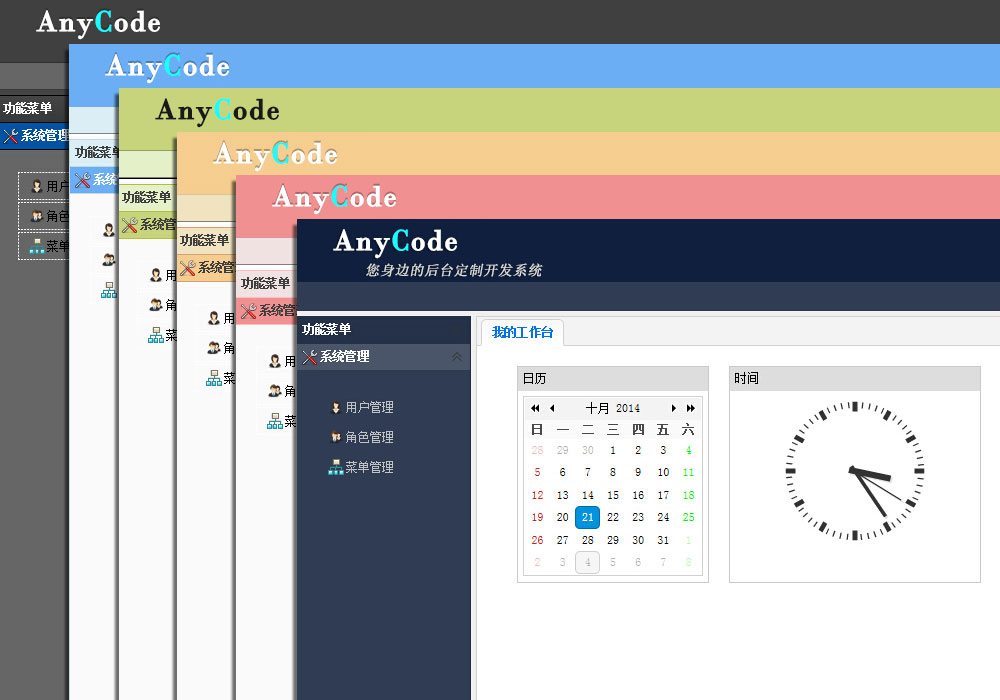 AnyCode
AnyCode
AnyCode
AnyCode
AnyCode
AnyCode
您身边的后台定制开发系统
功能菜单
系统管理
用户
角色
菜单
功能菜单
系统
功能菜单
系统管
用
角
菜
功能菜单
系统管
用
角
菜
功能菜单
系统管
用
角
菜
功能菜单
系统管理
用户管理
角色管理
菜单管理
我的工作台
日历
十月 2014
日 一 二 三 四 五 六
28 29 30 1 2 3 4
5 6 7 8 9 10 11
12 13 14 15 16 17 18
19 20 21 22 23 24 25
26 27 28 29 30 31 1
2 3 4 5 6 7 8
时间